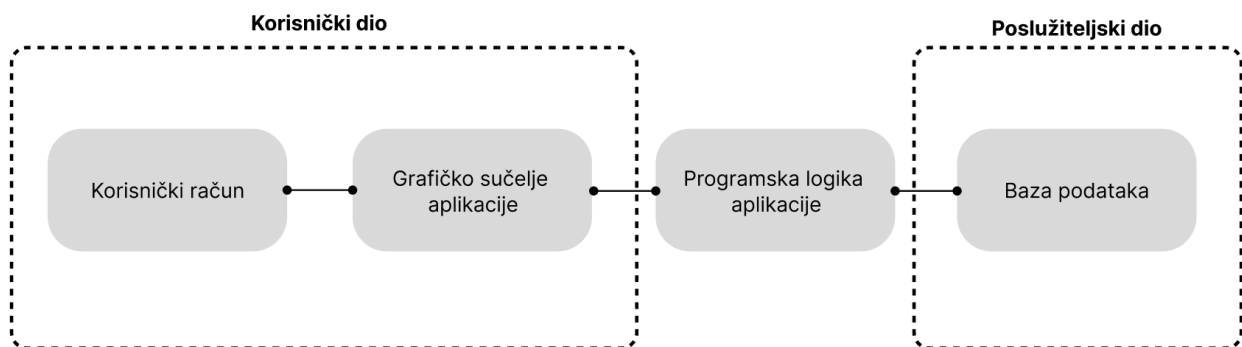 Korisnički dio
Poslužiteljski dio
Korisnički račun
Grafičko sučelje
aplikacije
Programska logika
aplikacije
Baza podataka